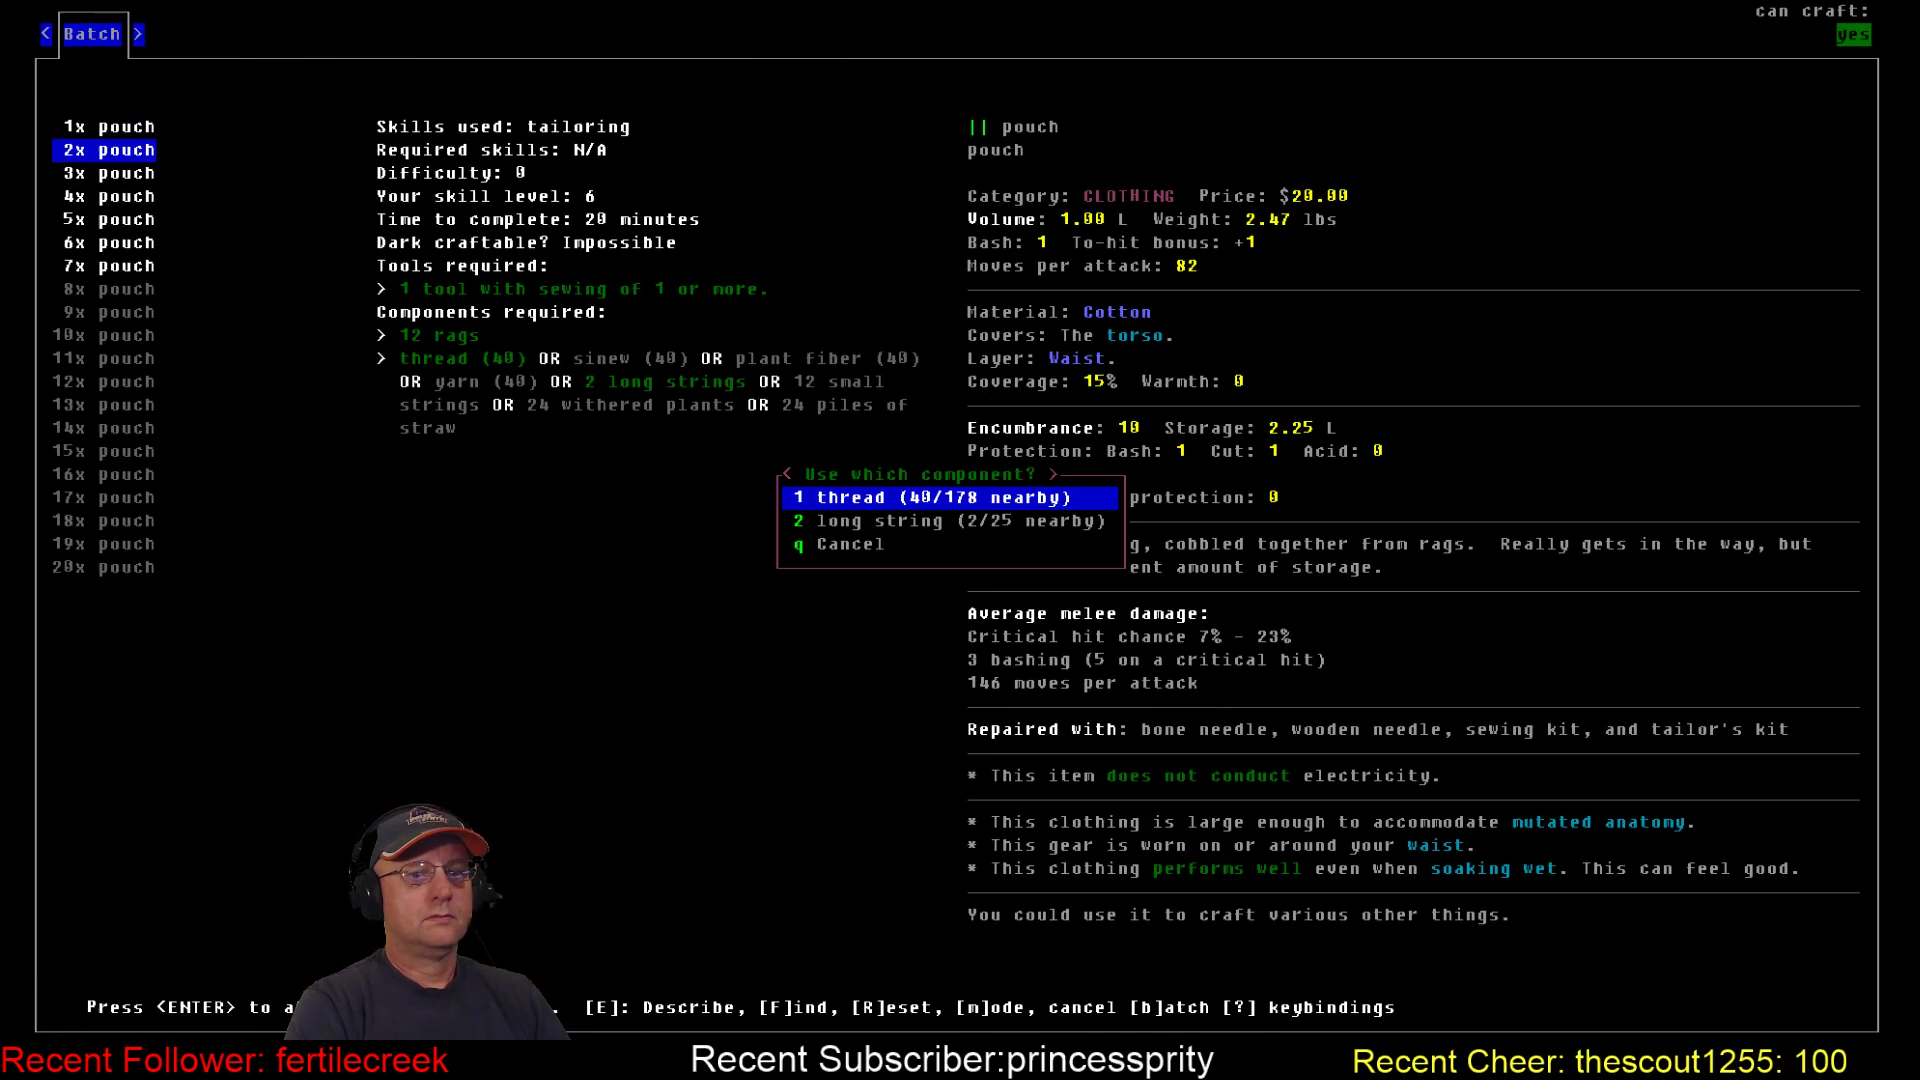 can craft:
< Batch >
yes
1x pouch
2x pouch
3x pouch
4x pouch
5x pouch
6x pouch
7x pouch
8x pouch
9x pouch
10x pouch
11x pouch
12x pouch
13x pouch
14x pouch
15x pouch
16x pouch
17x pouch
18x pouch
19x pouch
20x pouch
Skills used: tailoring
Required skills: N/A
Difficulty: 0
Your skill level: 6
Time to complete: 20 minutes
Dark craftable? Impossible
Tools required:
> 1 tool with sewing of 1 or more.
Components required:
> 12 rags
> thread (40) OR sinew (40) OR plant fiber (40)
OR yarn (40) OR 2 long strings OR 12 small
strings OR 24 withered plants OR 24 piles of
straw
< Use which component? >
1 thread (40/178 nearby)
2 long string (2/25 nearby)
q Cancel
|| pouch
pouch
Category: CLOTHING Price: $20.00
Volume: 1.00 L Weight: 2.47 lbs
Bash: 1 To-hit bonus: +1
Moves per attack: 82
Material: Cotton
Covers: The torso.
Layer: Waist.
Coverage: 15% Warmth: 0
Encumbrance: 10 Storage: 2.25 L
Protection: Bash: 1 Cut: 1 Acid: 0
protection: 0
g, cobbled together from rags. Really gets in the way, but
ent amount of storage.
Average melee damage:
Critical hit chance 7% - 23%
3 bashing (5 on a critical hit)
146 moves per attack
Repaired with: bone needle, wooden needle, sewing kit, and tailor's kit
* This item does not conduct electricity.
* This clothing is large enough to accommodate mutated anatomy.
* This gear is worn on or around your waist.
* This clothing performs well even when soaking wet. This can feel good.
You could use it to craft various other things.
Press <ENTER> to a . [E]: Describe, [F]ind, [R]eset, [m]ode, cancel [b]atch [?] keybindings
Recent Follower: fertilecreek
Recent Subscriber:princessprity
Recent Cheer: thescout1255: 100